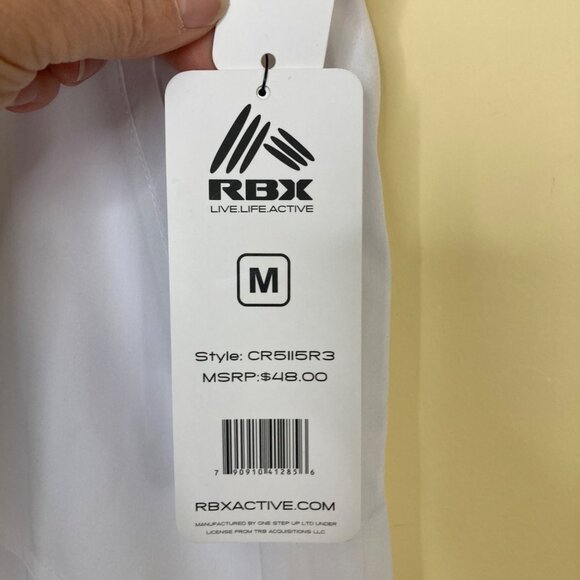 RBX
LIVE.LIFE.ACTIVE
M
Style: CR5115R3
MSRP:$48.00
7 90910 41285 6
RBXACTIVE.COM
MANUFACTURED BY ONE STEP UP LTD UNDER
LICENSE FROM TRB ACQUISITIONS LLC